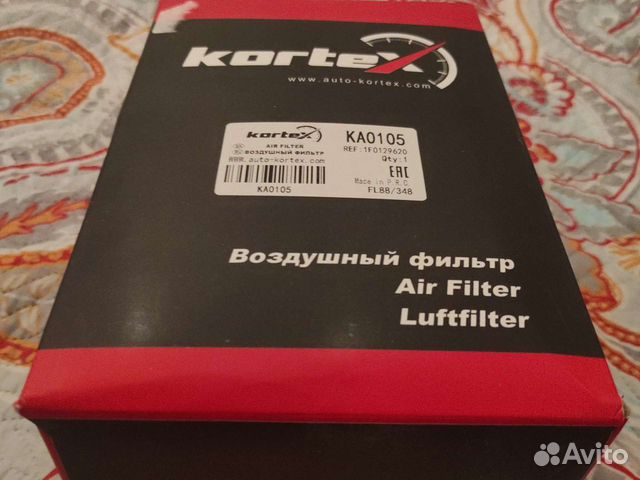 kortex
www.auto-kortex.com
kortex
KA0105
AIR FILTER
REF:1F0129620
ВОЗДУШНЫЙ ФИЛЬТР
Qty:1
www.auto-kortex.com
EAC
Made in P.R.C.
KA0105
FL88/348
Воздушный фильтр
Air Filter
Luftfilter
Avito